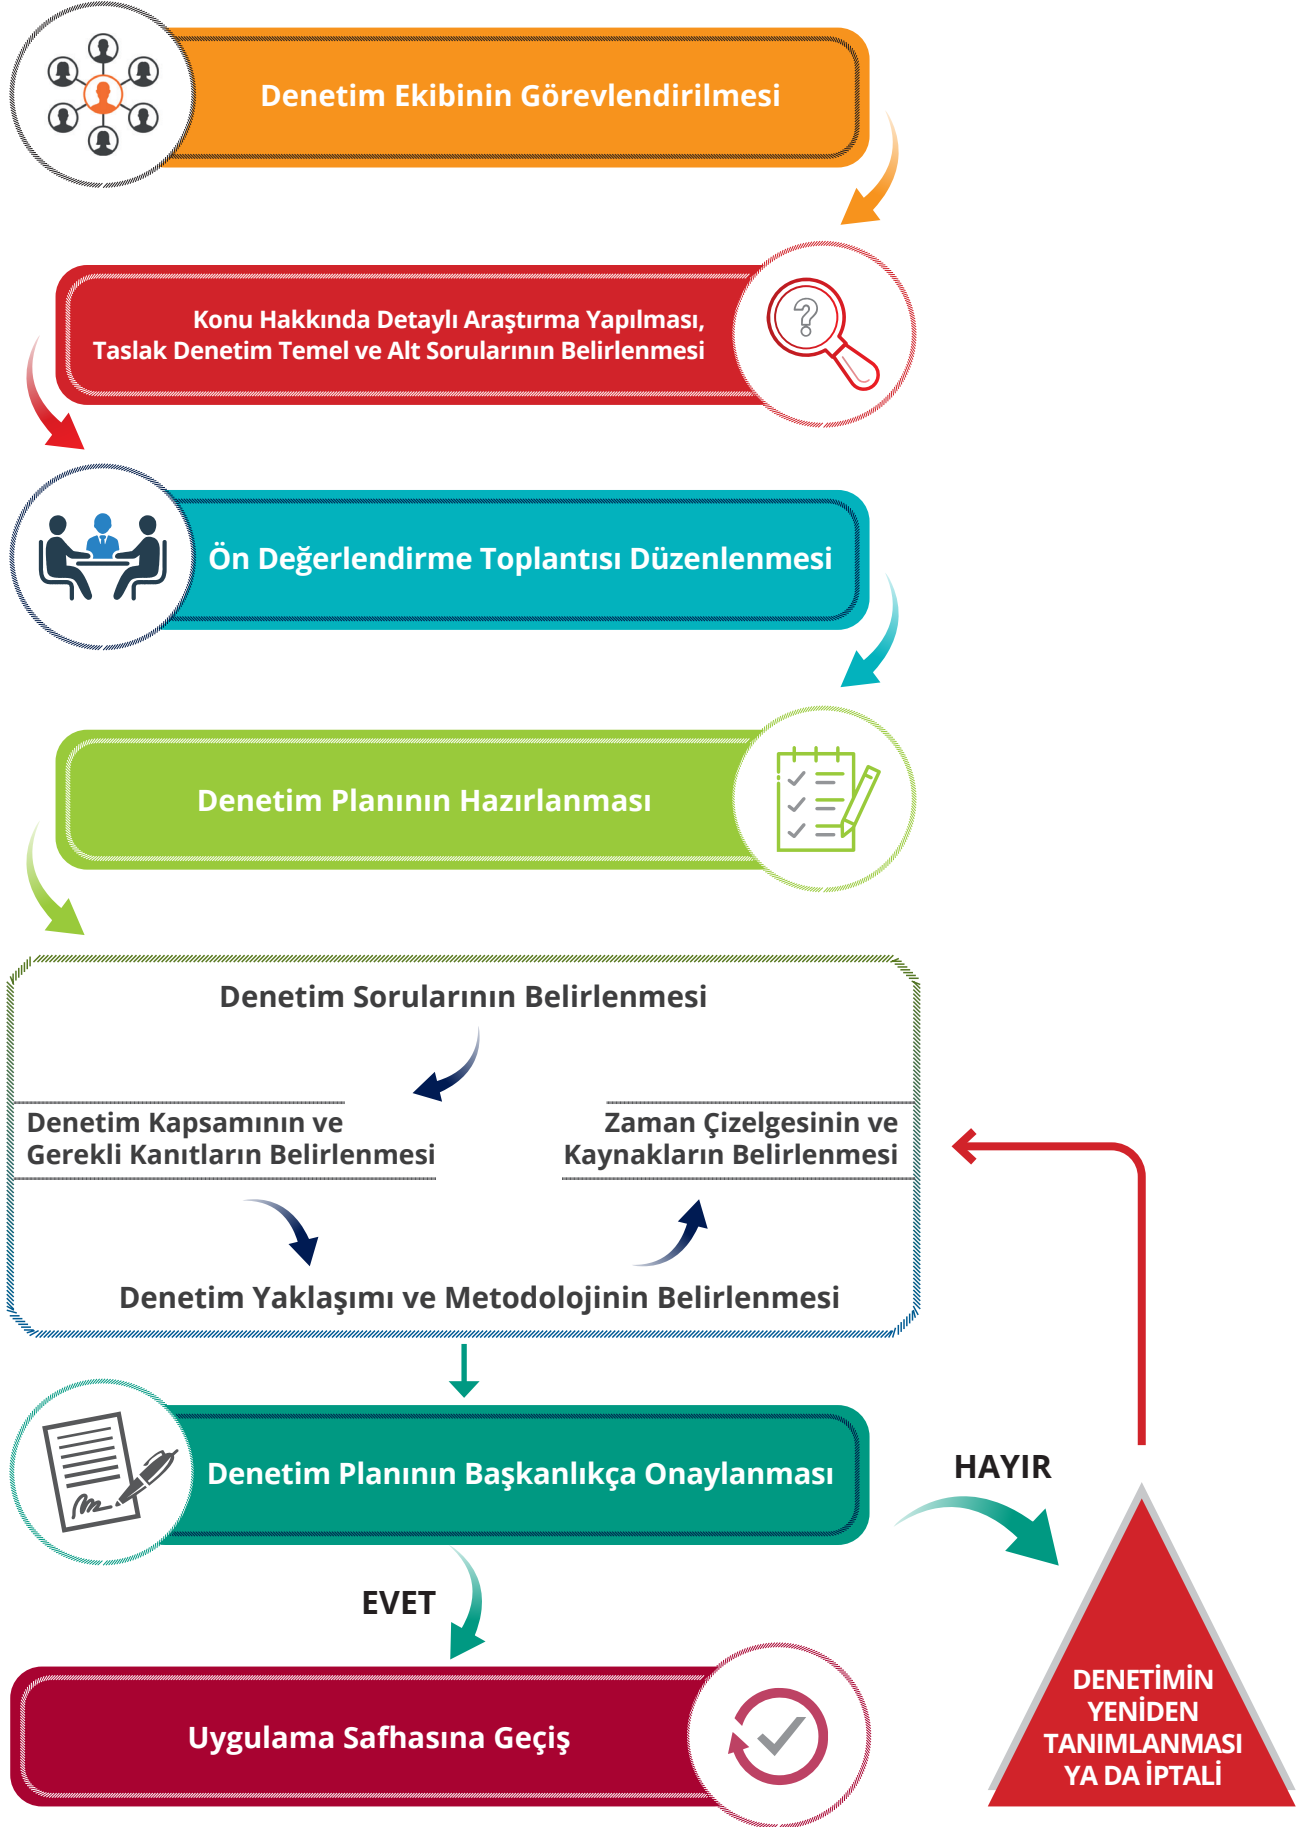 Denetim Ekibinin Görevlendirilmesi
Konu Hakkında Detaylı Araştırma Yapılması,
Taslak Denetim Temel ve Alt Sorularının Belirlenmesi
Ön Değerlendirme Toplantısı Düzenlenmesi
Denetim Planının Hazırlanması
Denetim Sorularının Belirlenmesi
Denetim Kapsamının ve
Gerekli Kanıtların Belirlenmesi
Zaman Çizelgesinin ve
Kaynakların Belirlenmesi
Denetim Yaklaşımı ve Metodolojinin Belirlenmesi
Denetim Planının Başkanlıkça Onaylanması
HAYIR
EVET
DENETİMİN
YENİDEN
TANIMLANMASI
YA DA İPTALİ
Uygulama Safhasına Geçiş